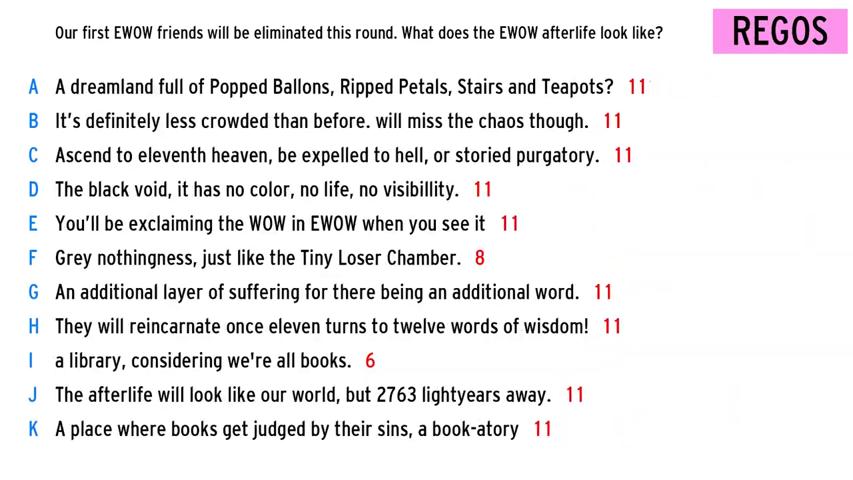 Our first EWOW friends will be eliminated this round. What does the EWOW afterlife look like?
REGOS
A A dreamland full of Popped Ballons, Ripped Petals, Stairs and Teapots? 11
B It's definitely less crowded than before. will miss the chaos though. 11
C Ascend to eleventh heaven, be expelled to hell, or storied purgatory. 11
D The black void, it has no color, no life, no visibillity. 11
E You'll be exclaiming the WOW in EWOW when you see it 11
F Grey nothingness, just like the Tiny Loser Chamber. 8
G An additional layer of suffering for there being an additional word. 11
H They will reincarnate once eleven turns to twelve words of wisdom! 11
I a library, considering we're all books. 6
J The afterlife will look like our world, but 2763 lightyears away. 11
K A place where books get judged by their sins, a book-atory 11